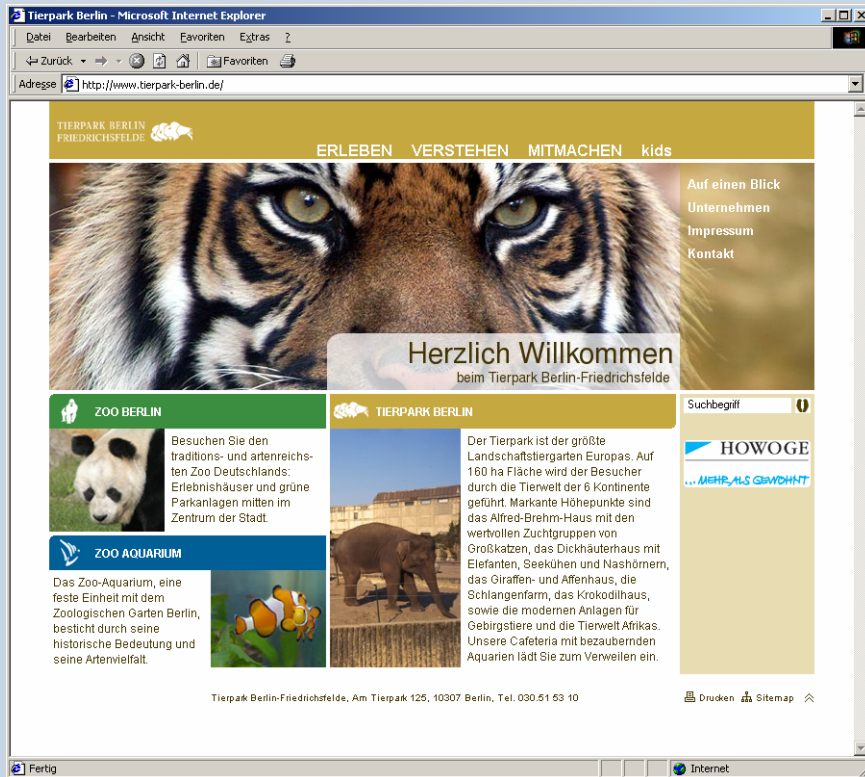 Tierpark Berlin - Microsoft Internet Explorer
Datei Bearbeiten Ansicht Favoriten Extras ?
Zurück Favoriten
Adresse http://www.tierpark-berlin.de/
TIERPARK BERLIN
FRIEDRICHSFELDE
ERLEBEN VERSTEHEN MITMACHEN kids
Auf einen Blick
Unternehmen
Impressum
Kontakt
Herzlich Willkommen
beim Tierpark Berlin-Friedrichsfelde
ZOO BERLIN
Besuchen Sie den
traditions- und artenreichs-
ten Zoo Deutschlands:
Erlebnishäuser und grüne
Parkanlagen mitten im
Zentrum der Stadt.
ZOO AQUARIUM
Das Zoo-Aquarium, eine
feste Einheit mit dem
Zoologischen Garten Berlin,
besticht durch seine
historische Bedeutung und
seine Artenvielfalt.
TIERPARK BERLIN
Der Tierpark ist der größte
Landschaftstiergarten Europas. Auf
160 ha Fläche wird der Besucher
durch die Tierwelt der 6 Kontinente
geführt. Markante Höhepunkte sind
das Alfred-Brehm-Haus mit den
wertvollen Zuchtgruppen von
Großkatzen, das Dickhäuterhaus mit
Elefanten, Seekühen und Nashörnern,
das Giraffen- und Affenhaus, die
Schlangenfarm, das Krokodilhaus,
sowie die modernen Anlagen für
Gebirgstiere und die Tierwelt Afrikas.
Unsere Cafeteria mit bezaubernden
Aquarien lädt Sie zum Verweilen ein.
Suchbegriff
HOWOGE
...MEHR ALS GEWOHNT
Tierpark Berlin-Friedrichsfelde, Am Tierpark 125, 10307 Berlin, Tel. 030.51 53 10
Drucken Sitemap
Fertig Internet